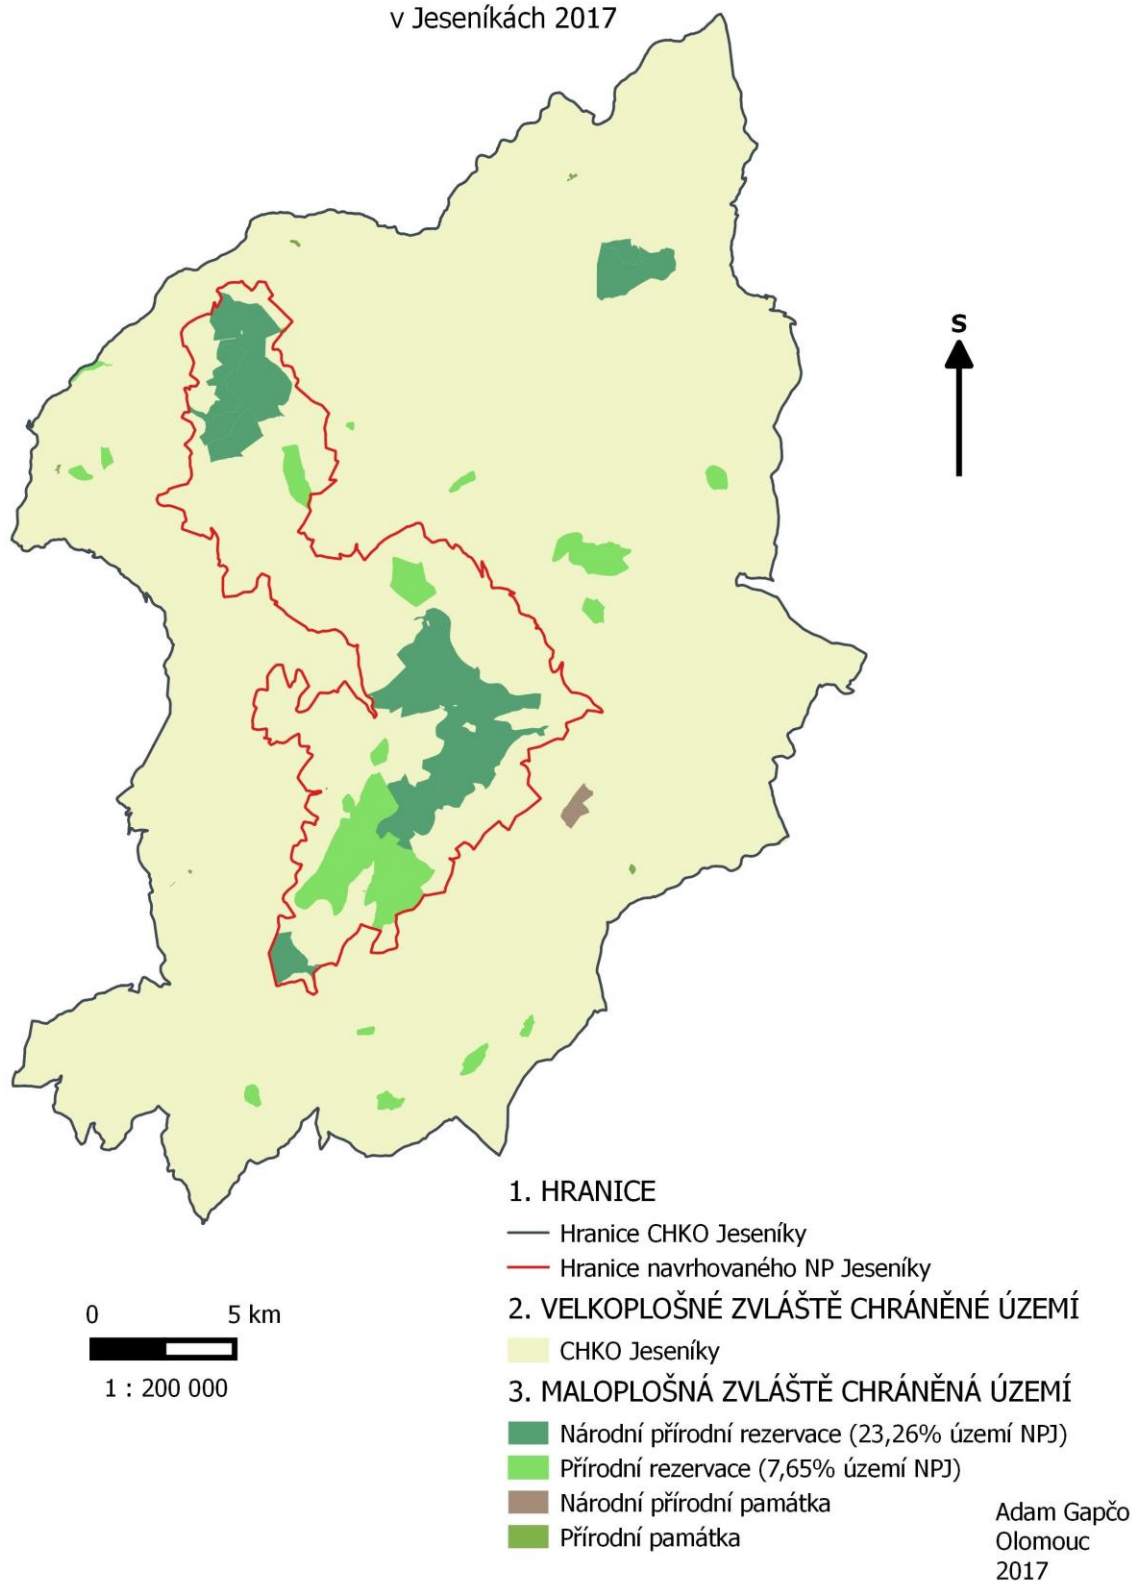 v Jeseníkách 2017
S
1. HRANICE
Hranice CHKO Jeseníky
Hranice navrhovaného NP Jeseníky
2. VELKOPLOŠNÉ ZVLÁŠTĚ CHRÁNĚNÉ ÚZEMÍ
CHKO Jeseníky
3. MALOPLOŠNÁ ZVLÁŠTĚ CHRÁNĚNÁ ÚZEMÍ
Národní přírodní rezervace (23,26% území NPJ)
Přírodní rezervace (7,65% území NPJ)
Národní přírodní památka
Přírodní památka
0 5 km
1 : 200 000
Adam Gapčo
Olomouc
2017